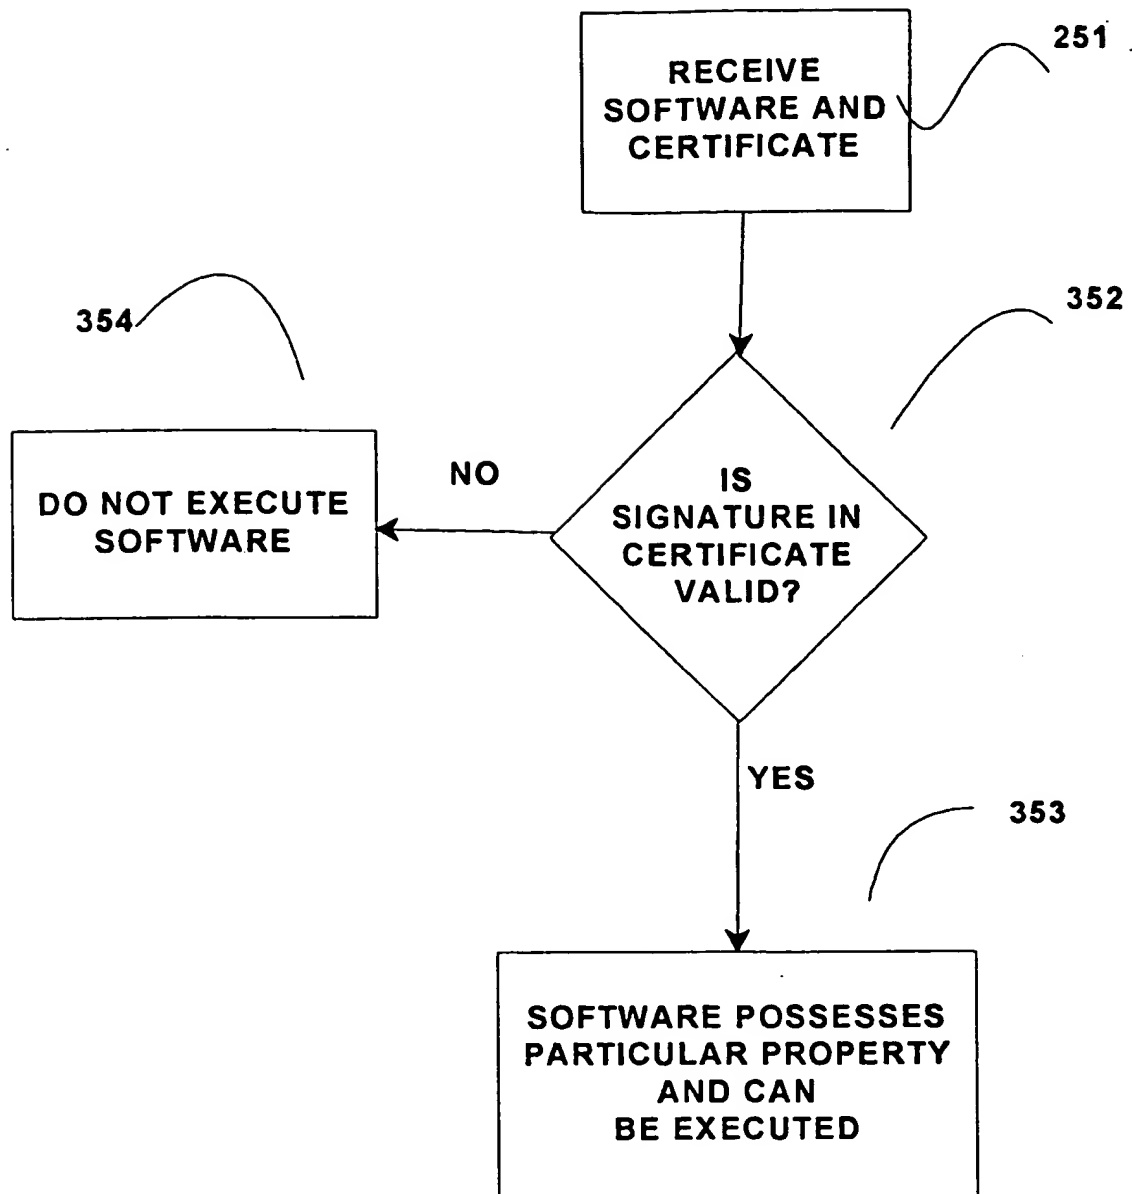 251
RECEIVE
SOFTWARE AND
CERTIFICATE
352
354
IS
SIGNATURE IN
CERTIFICATE
VALID?
NO
DO NOT EXECUTE
SOFTWARE
YES
353
SOFTWARE POSSESSES
PARTICULAR PROPERTY
AND CAN
BE EXECUTED